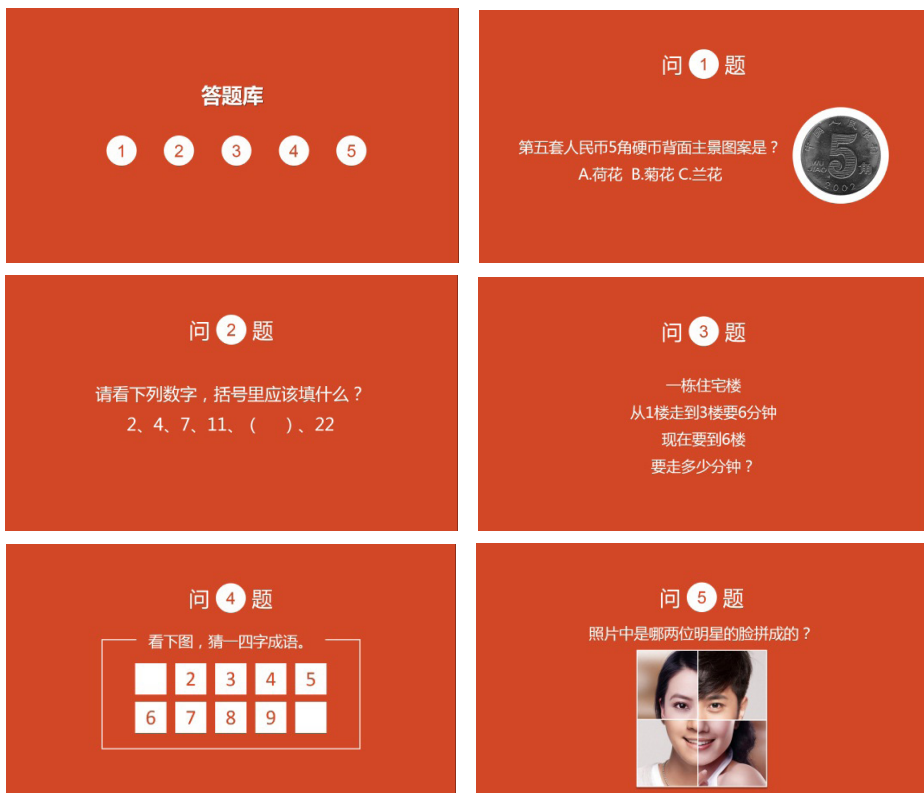 答题库
1 2 3 4 5
问 1 题
第五套人民币5角硬币背面主景图案是？
A.荷花 B.菊花 C.兰花
5
角
2002
问 2 题
请看下列数字，括号里应该填什么？
2、4、7、11、（ ）、22
问 3 题
一栋住宅楼
从1楼走到3楼要6分钟
现在要到6楼
要走多少分钟？
问 4 题
看下图，猜一四字成语。
2 3 4 5
6 7 8 9
问 5 题
照片中是哪两位明星的脸拼成的？